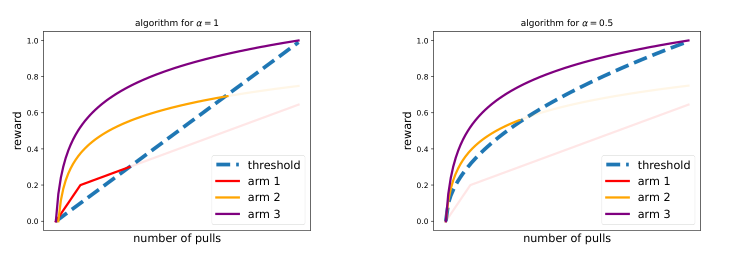 algorithm for α = 1
1.0
0.8
0.6
0.4
0.2
0.0
reward
number of pulls
threshold
arm 1
arm 2
arm 3
algorithm for α = 0.5
1.0
0.8
0.6
0.4
0.2
0.0
reward
number of pulls
threshold
arm 1
arm 2
arm 3